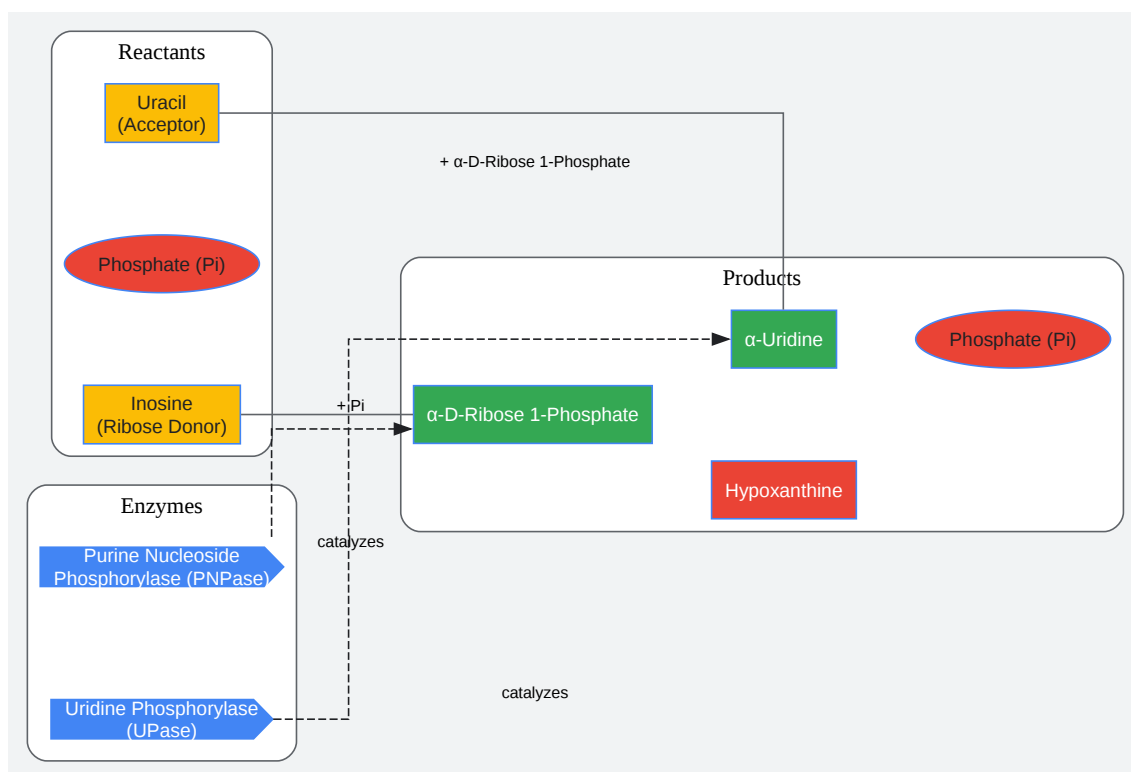 Reactants
Uracil
(Acceptor)
+ α-D-Ribose 1-Phosphate
Phosphate (Pi)
Products
α-Uridine
Phosphate (Pi)
Inosine
(Ribose Donor)
+ Pi
α-D-Ribose 1-Phosphate
Hypoxanthine
Enzymes
catalyzes
Purine Nucleoside
Phosphorylase (PNPase)
catalyzes
Uridine Phosphorylase
(UPase)